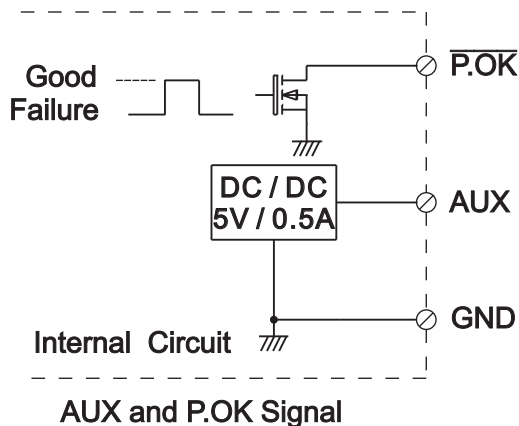 Good
Failure
P.OK
DC / DC
5V / 0.5A
AUX
GND
Internal Circuit
AUX and P.OK Signal